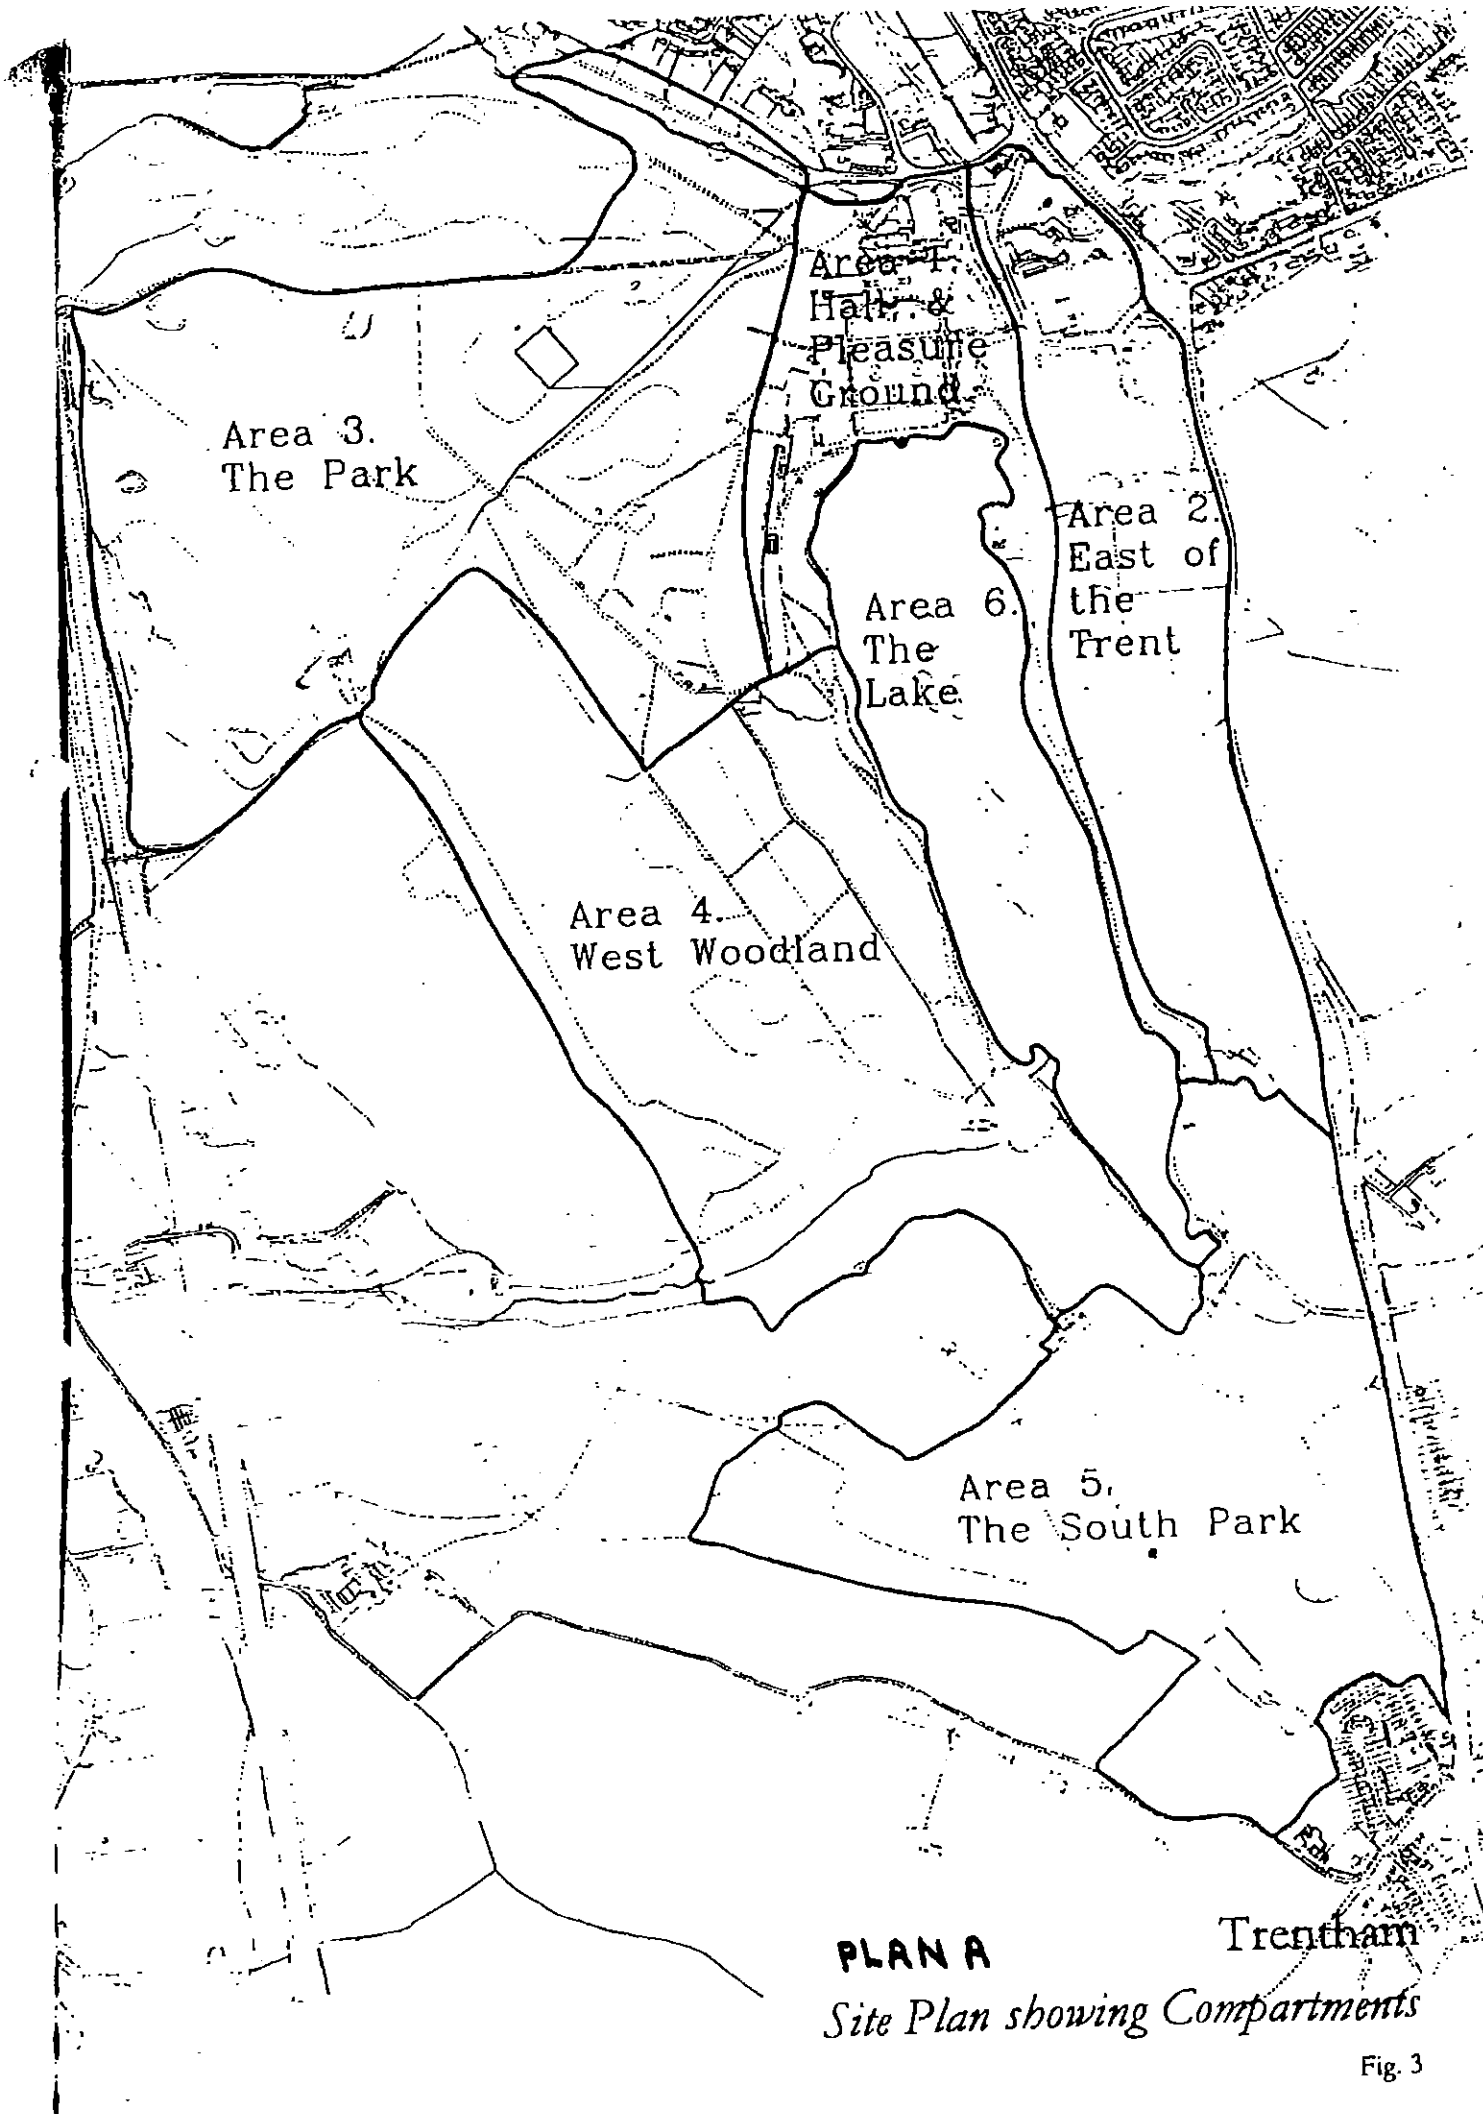 Area 1.
Hall &
Pleasure
Ground
Area 3.
The Park
Area 2.
East of
the
Trent
Area 6.
The
Lake
Area 4.
West Woodland
Area 5.
The South Park
PLAN A
Trentham
Site Plan showing Compartments
Fig. 3